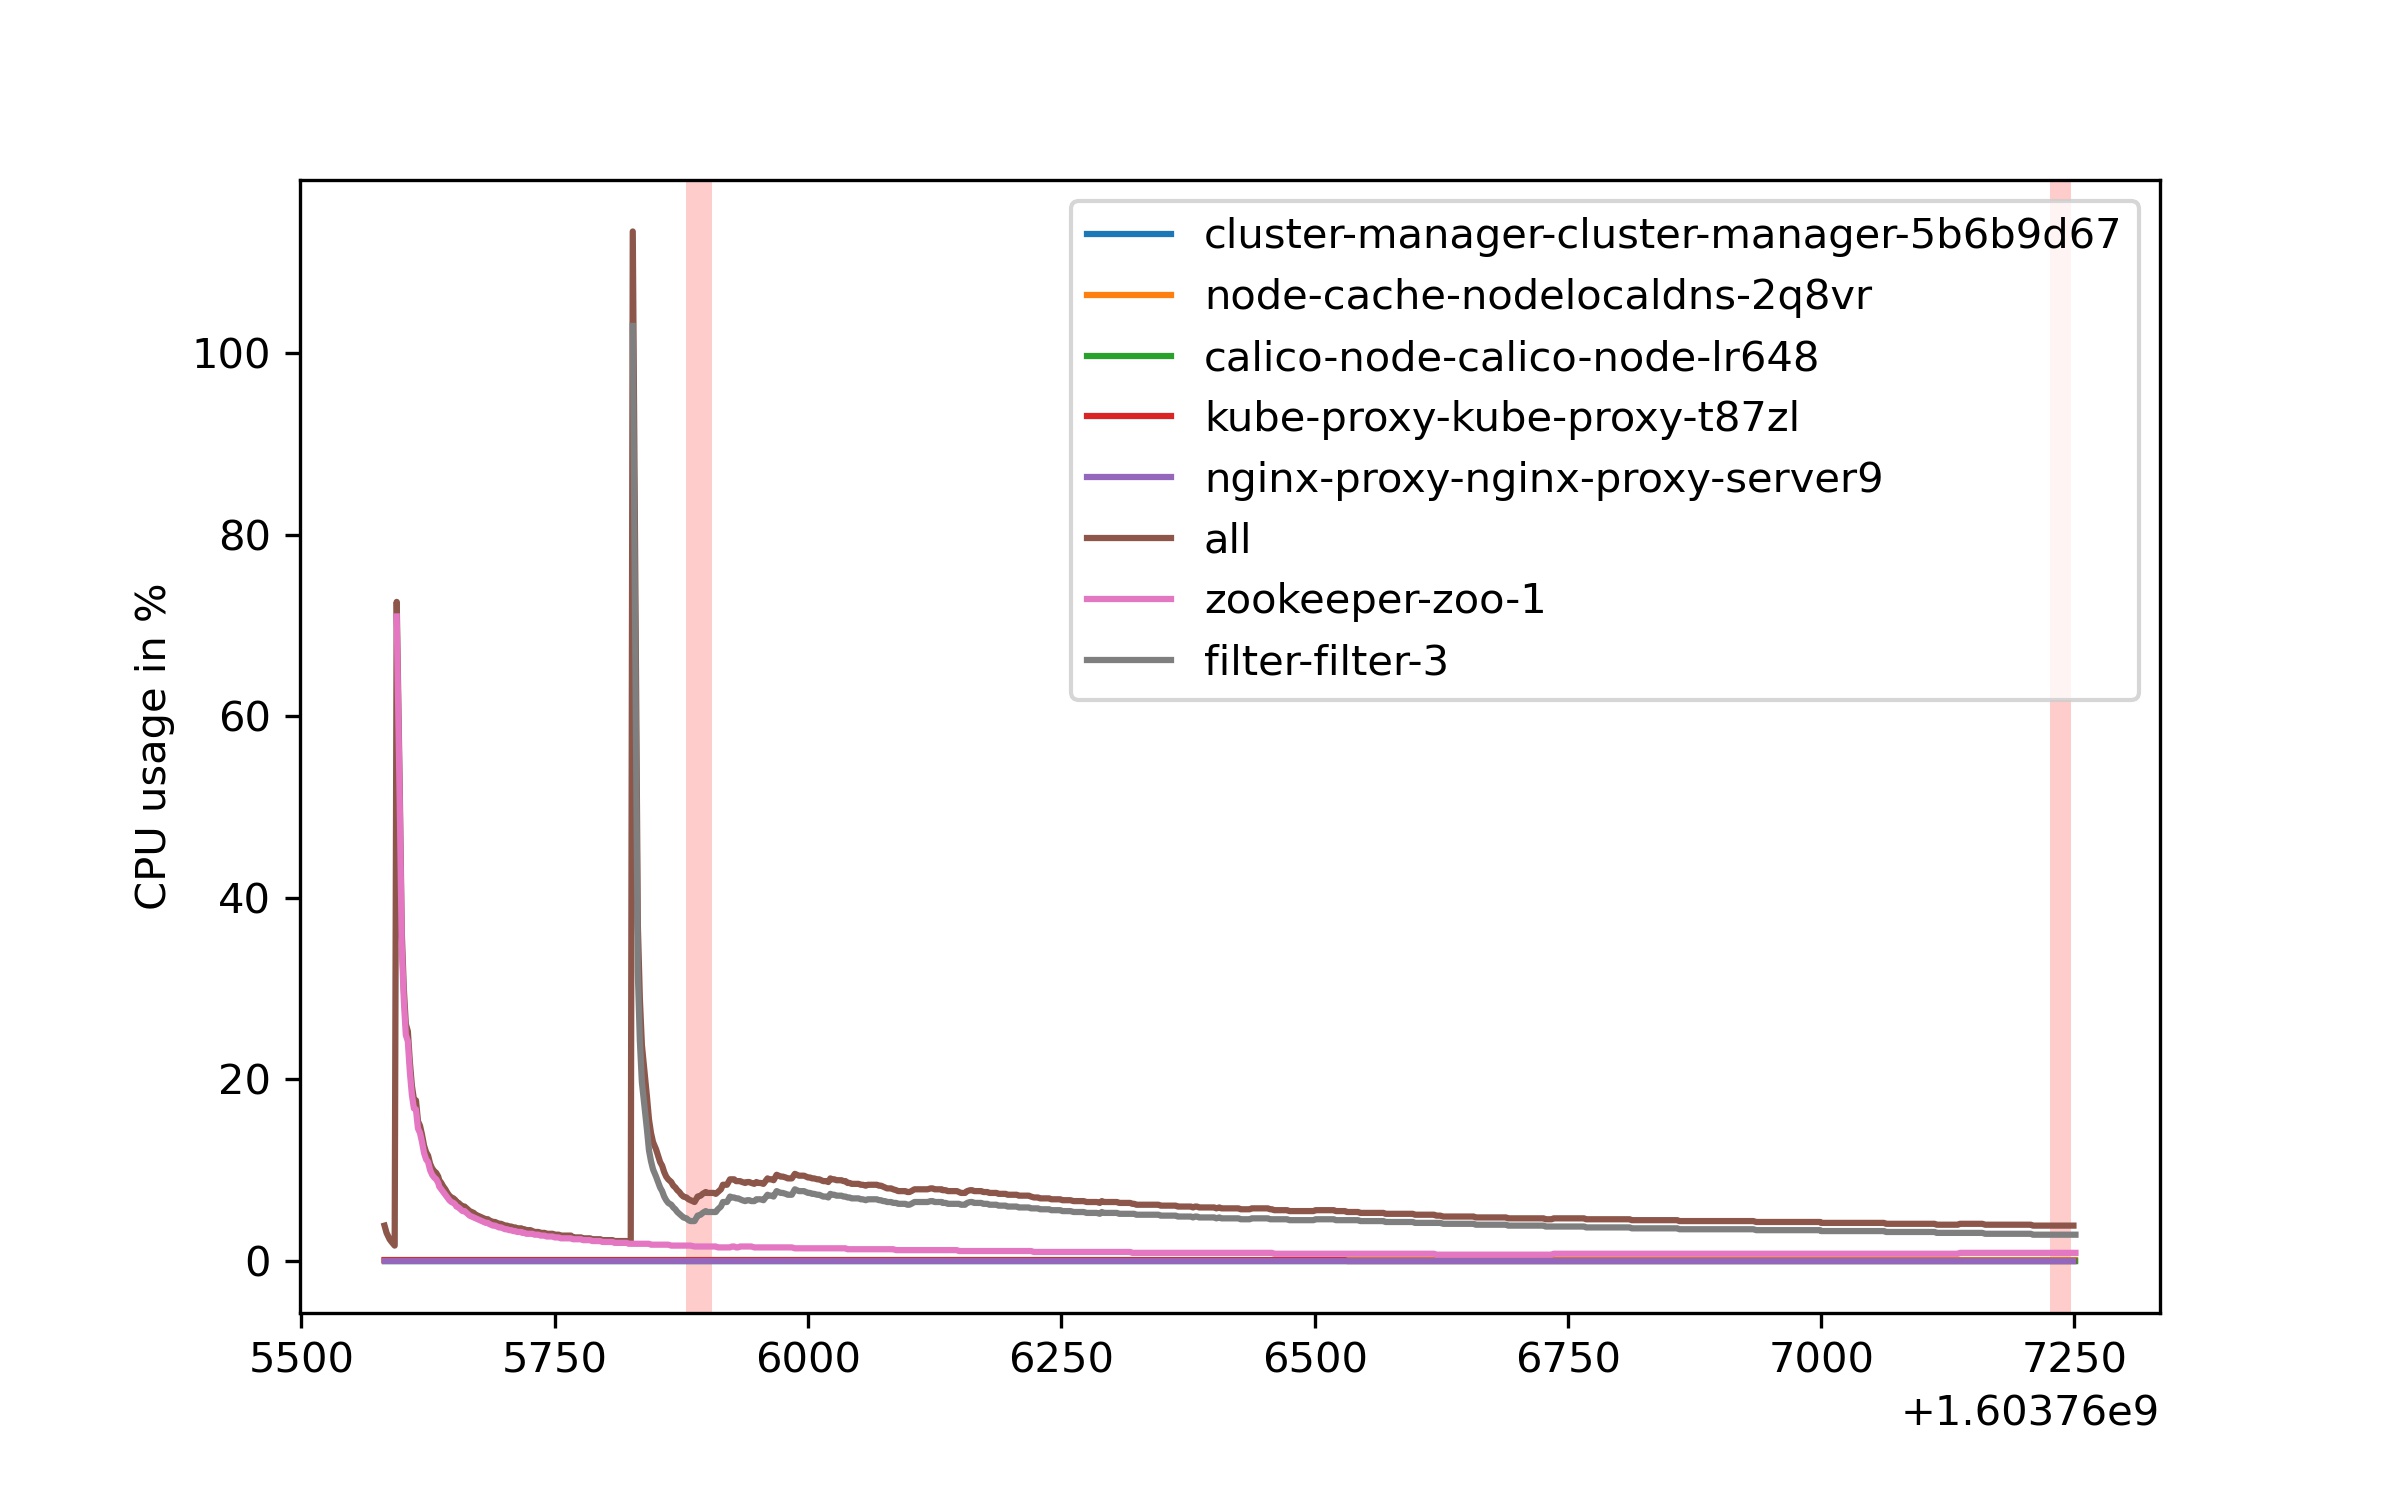 cluster-manager-cluster-manager-5b6b9d67
node-cache-nodelocaldns-2q8vr
calico-node-calico-node-lr648
kube-proxy-kube-proxy-t87zl
nginx-proxy-nginx-proxy-server9
all
zookeeper-zoo-1
filter-filter-3
CPU usage in %
100
80
60
40
20
0
5500 5750 6000 6250 6500 6750 7000 7250
+1.60376e9